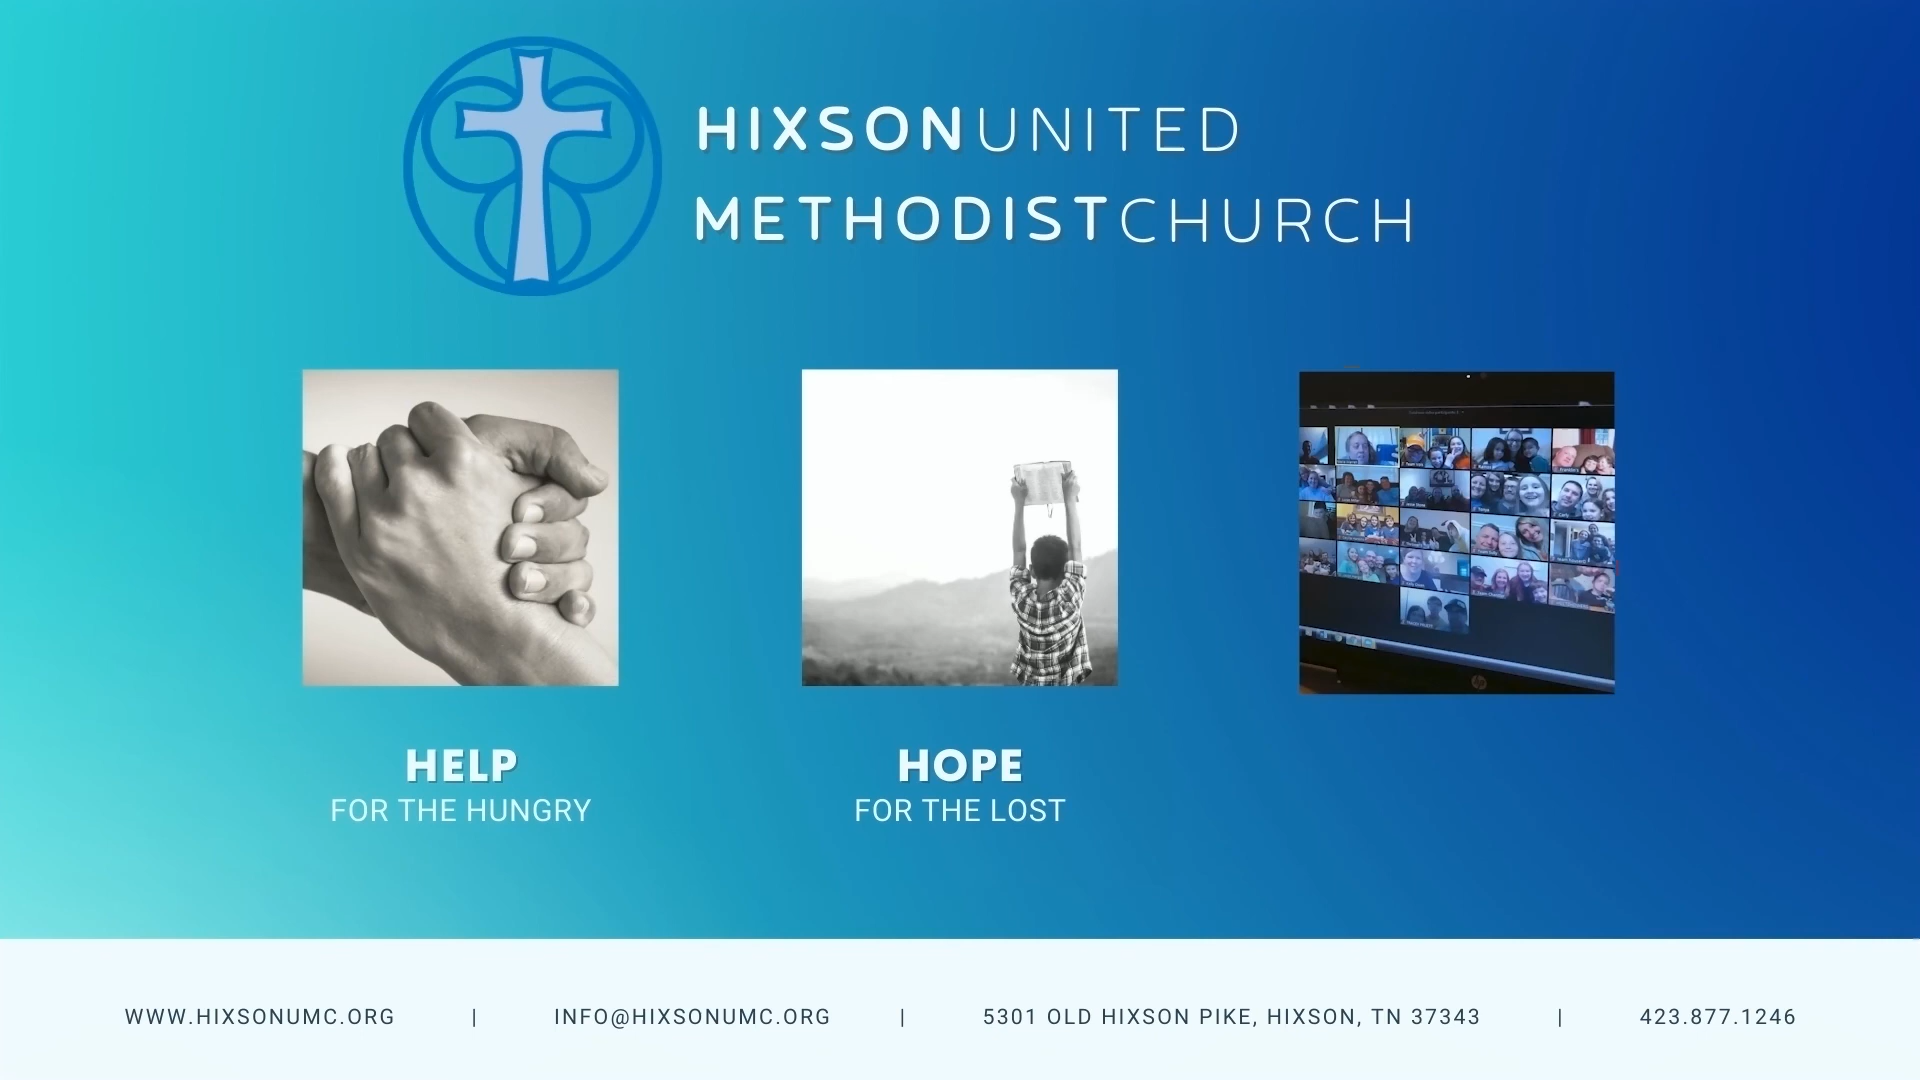 HIXSONUNITED
METHODISTCHURCH
HELP
FOR THE HUNGRY
HOPE
FOR THE LOST
WWW.HIXSONUMC.ORG | INFO@HIXSONUMC.ORG | 5301 OLD HIXSON PIKE, HIXSON, TN 37343 | 423.877.1246